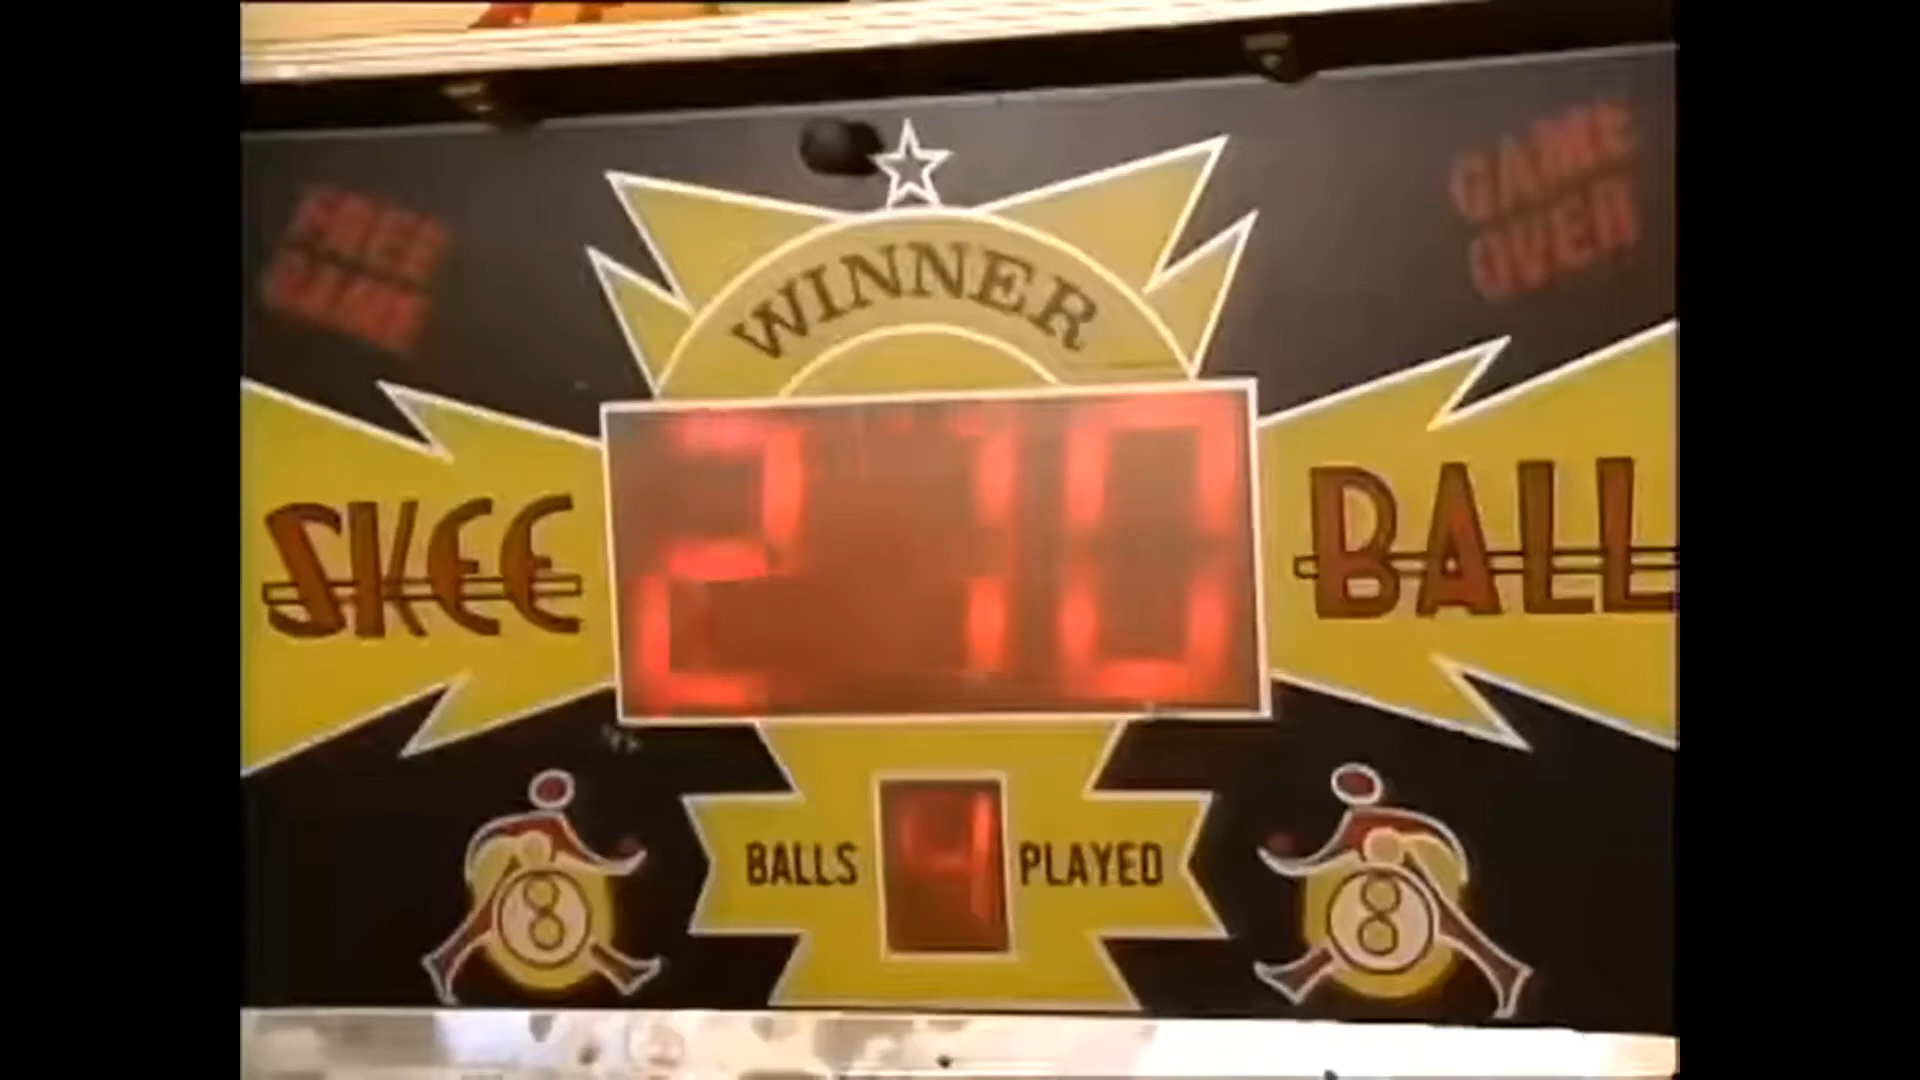 FREE
GAME
GAME
OVER
WINNER
SKEE
210
BALL
BALLS 4 PLAYED
8
8